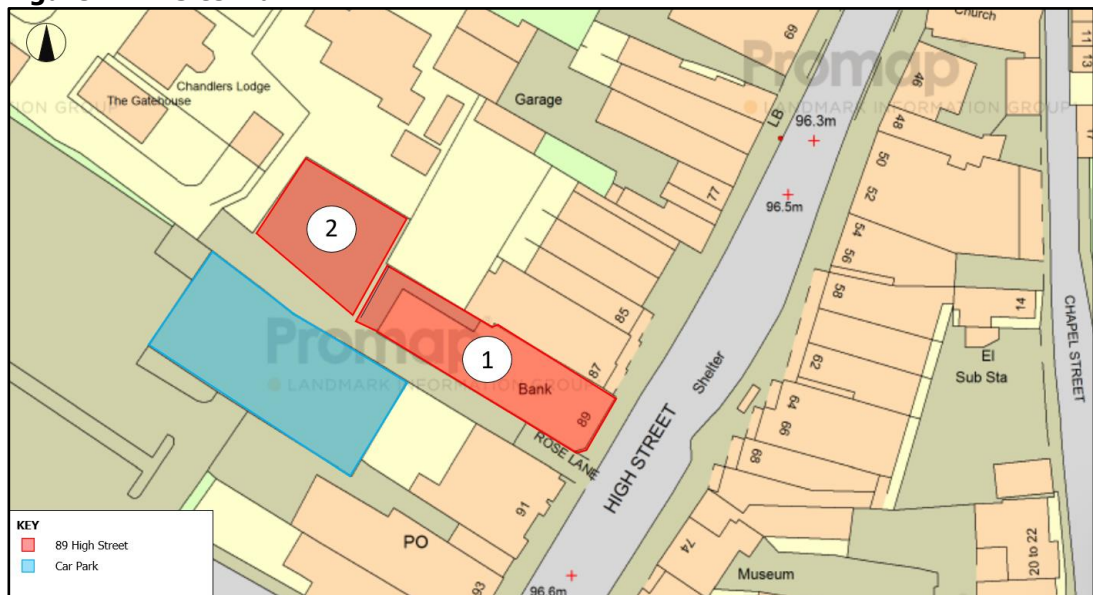 Church
69
11
13
46
Promap
LANDMARK INFORMATION GROUP
Chandlers Lodge
The Gatehouse
Garage
LB
96.3m
48
50
17
52
77
96.5m
54
56
58
2
14
CHAPEL STREET
85
El
Sub Sta
Promap
LANDMARK INFORMATION GROUP
1
87
Bank
Shelter
62
64
66
89
ROSE LANE
HIGH STREET
68
91
PO
74
20 to 22
Museum
93
96.6m
KEY
89 High Street
Car Park